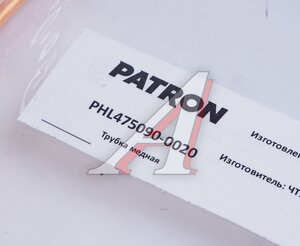 PATRON
PHL475090-0020
Трубка медная
Изготовлен
Изготовитель: ЧТ